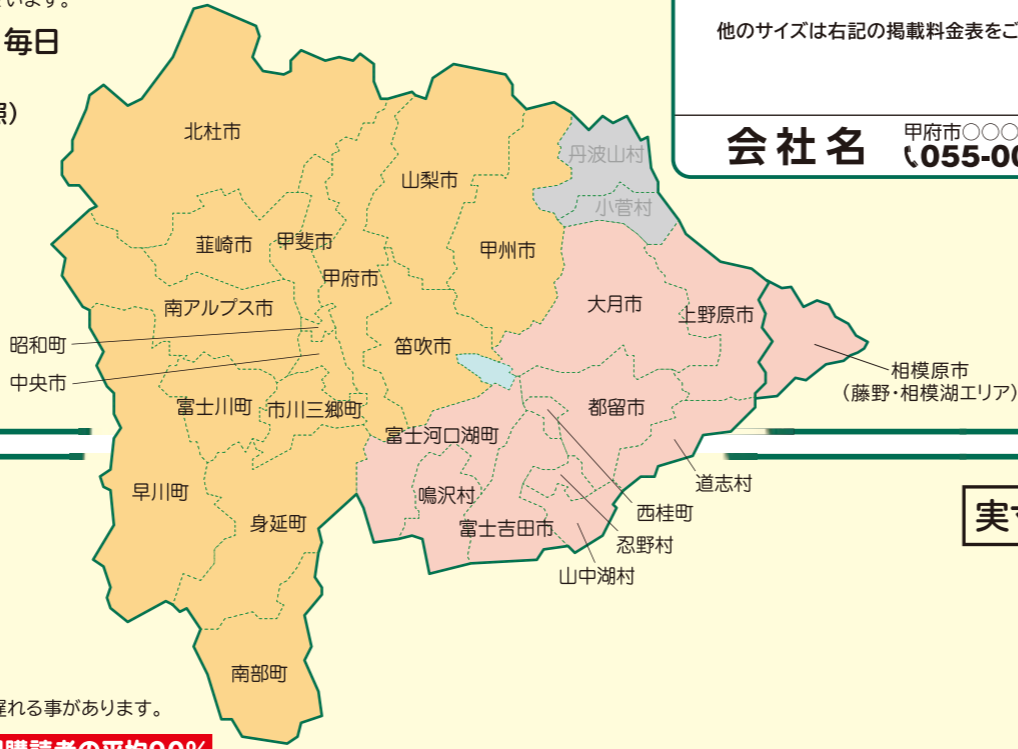 います。
毎日
照)
他のサイズは右記の掲載料金表をご
会社名
甲府市○○○
055-00
北杜市
丹波山村
小菅村
山梨市
韮崎市
甲斐市
甲府市
甲州市
南アルプス市
大月市
上野原市
昭和町
中央市
笛吹市
相模原市
(藤野・相模湖エリア)
富士川町
市川三郷町
都留市
富士河口湖町
早川町
鳴沢村
道志村
身延町
富士吉田市
西桂町
忍野村
山中湖村
実寸
南部町
遅れる事があります。
購読者の平均90%